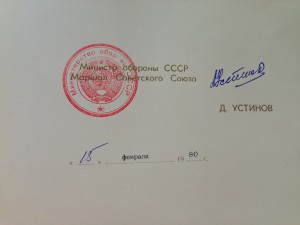 Министр обороны СССР
Маршал Советского Союза
Д. УСТИНОВ
« 15 » февраля 19 80 г.